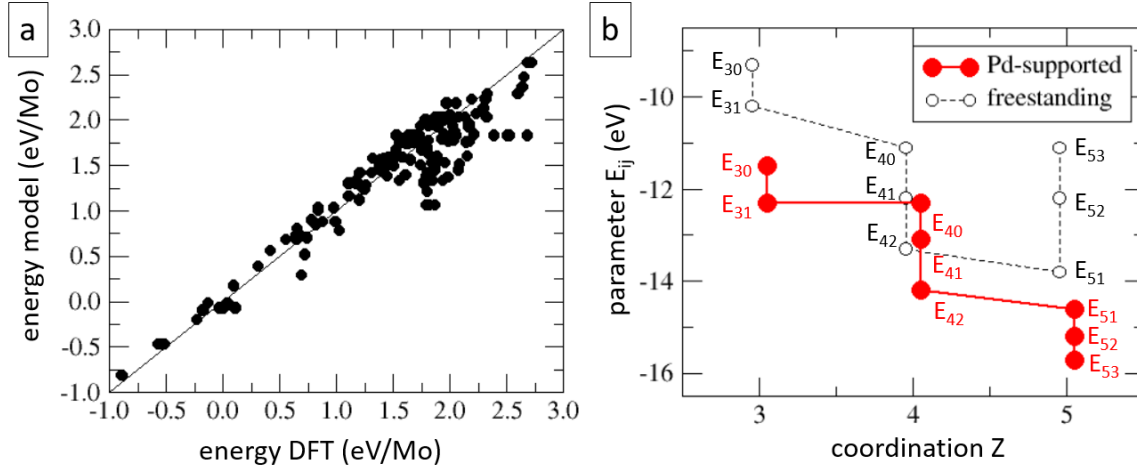 a
energy model (eV/Mo)
3.0
2.5
2.0
1.5
1.0
0.5
0.0
-0.5
-1.0
-1.0 -0.5 0.0 0.5 1.0 1.5 2.0 2.5 3.0
energy DFT (eV/Mo)
b
parameter E_ij (eV)
-10
-12
-14
-16
Pd-supported
freestanding
E30
E31
E40
E41
E42
E53
E52
E51
E30
E31
E40
E41
E42
E51
E52
E53
3 4 5
coordination Z